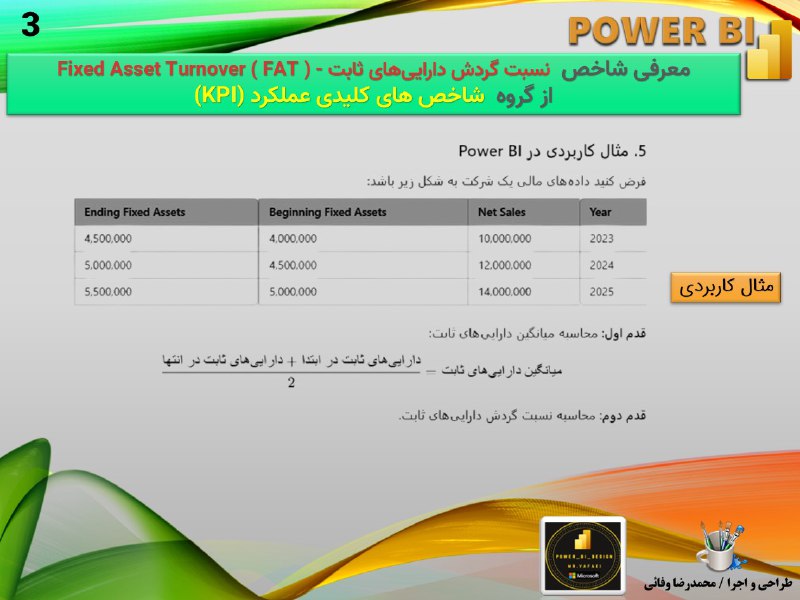 3
POWER BI
معرفی شاخص نسبت گردش دارایی‌های ثابت - Fixed Asset Turnover ( FAT )
از گروه شاخص های کلیدی عملکرد (KPI)
5. مثال کاربردی در Power BI
فرض کنید داده‌های مالی یک شرکت به شکل زیر باشد:
Ending Fixed Assets	Beginning Fixed Assets	Net Sales	Year
4,500,000	4,000,000	10,000,000	2023
5,000,000	4,500,000	12,000,000	2024
5,500,000	5,000,000	14,000,000	2025
مثال کاربردی
قدم اول: محاسبه میانگین دارایی‌های ثابت:
میانگین دارایی‌های ثابت = دارایی‌های ثابت در ابتدا + دارایی‌های ثابت در انتها
2
قدم دوم: محاسبه نسبت گردش دارایی‌های ثابت.
POWER_BI_DESIGN
MR.VAFAEI
Microsoft
طراحی و اجرا / محمدرضا وفائی